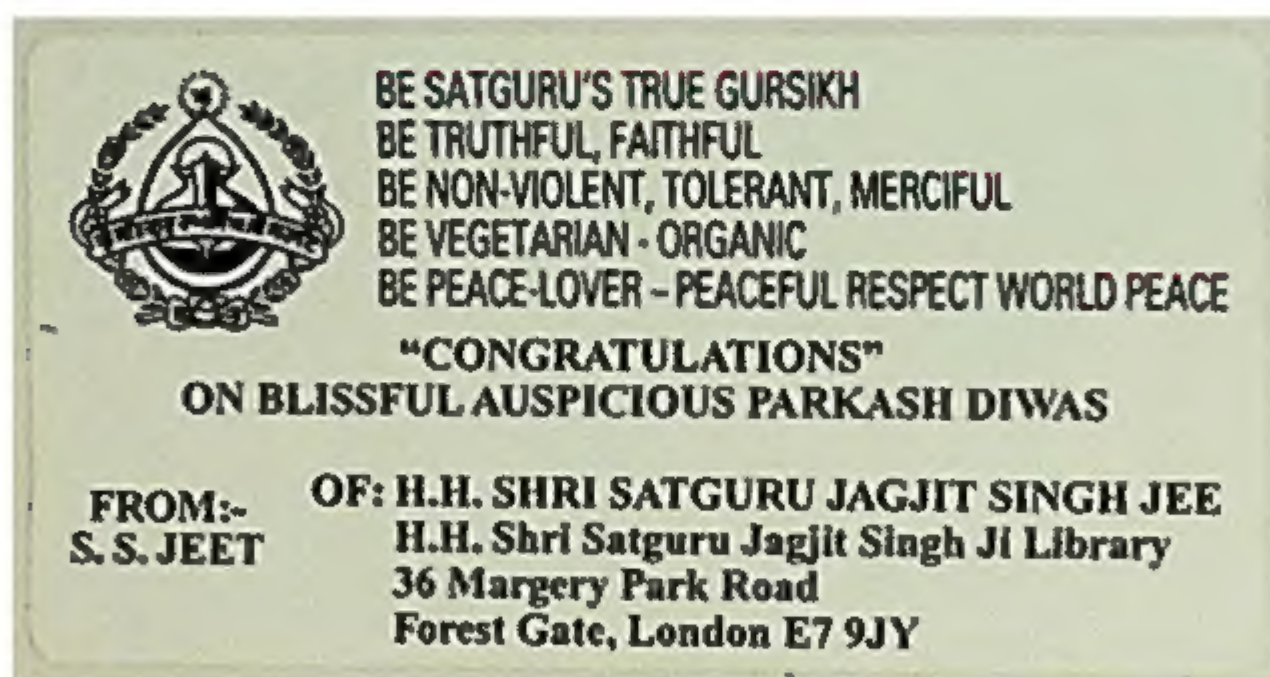 BE SATGURU'S TRUE GURSIKH
BE TRUTHFUL, FAITHFUL
BE NON-VIOLENT, TOLERANT, MERCIFUL
BE VEGETARIAN - ORGANIC
BE PEACE-LOVER – PEACEFUL RESPECT WORLD PEACE
"CONGRATULATIONS"
ON BLISSFUL AUSPICIOUS PARKASH DIWAS
FROM:-
S. S. JEET
OF: H.H. SHRI SATGURU JAGJIT SINGH JEE
H.H. Shri Satguru Jagjit Singh Ji Library
36 Margery Park Road
Forest Gate, London E7 9JY